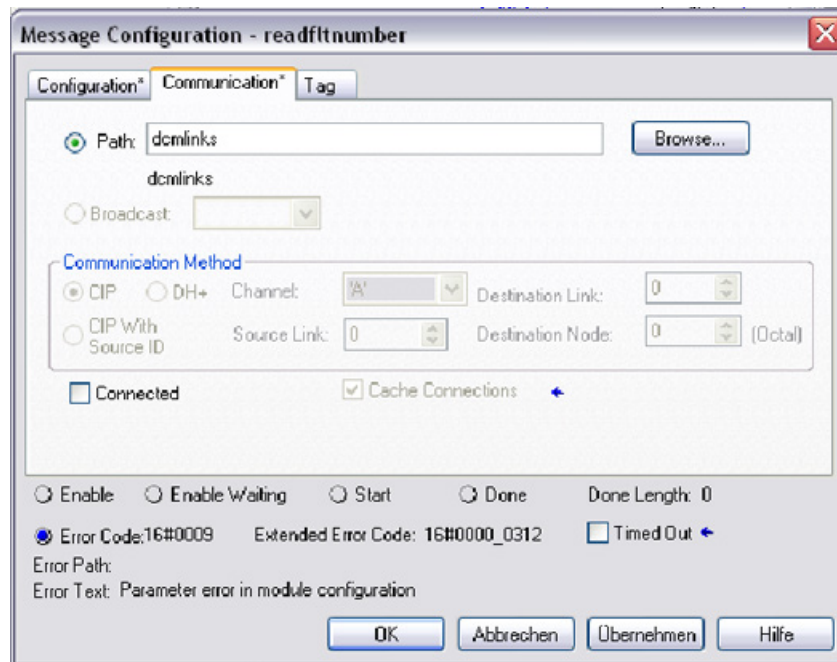 Message Configuration - readfltnumber
Configuration* Communication* Tag
Path: dcmlinks Browse...
dcmlinks
Broadcast:
Communication Method
CIP DH+ Channel: 'A' Destination Link: 0
CIP With Source ID Source Link: 0 Destination Node: 0 (Octal)
Connected Cache Connections
Enable Enable Waiting Start Done Done Length: 0
Error Code: 16#0009 Extended Error Code: 16#0000_0312 Timed Out
Error Path:
Error Text: Parameter error in module configuration
OK Abbrechen Übernehmen Hilfe